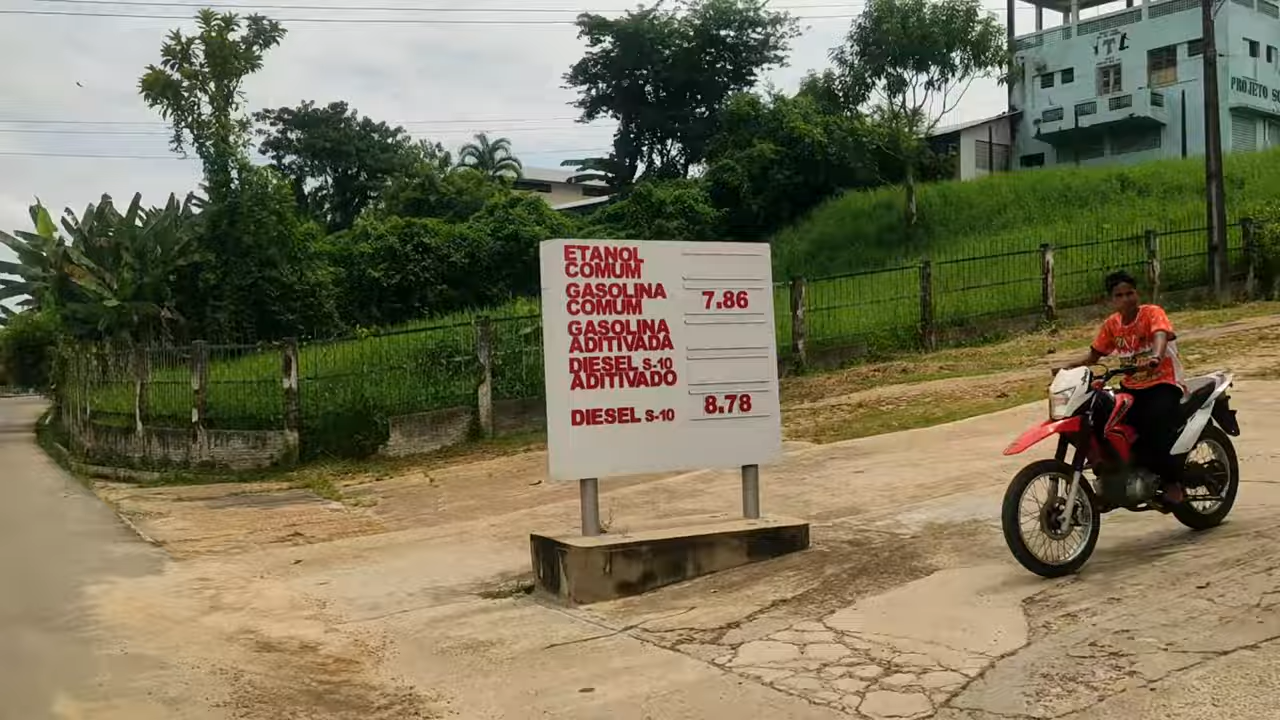 ETANOL
COMUM
GASOLINA
COMUM
7.86
GASOLINA
ADITIVADA
DIESEL S-10
ADITIVADO
DIESEL S-10
8.78
PROJETO